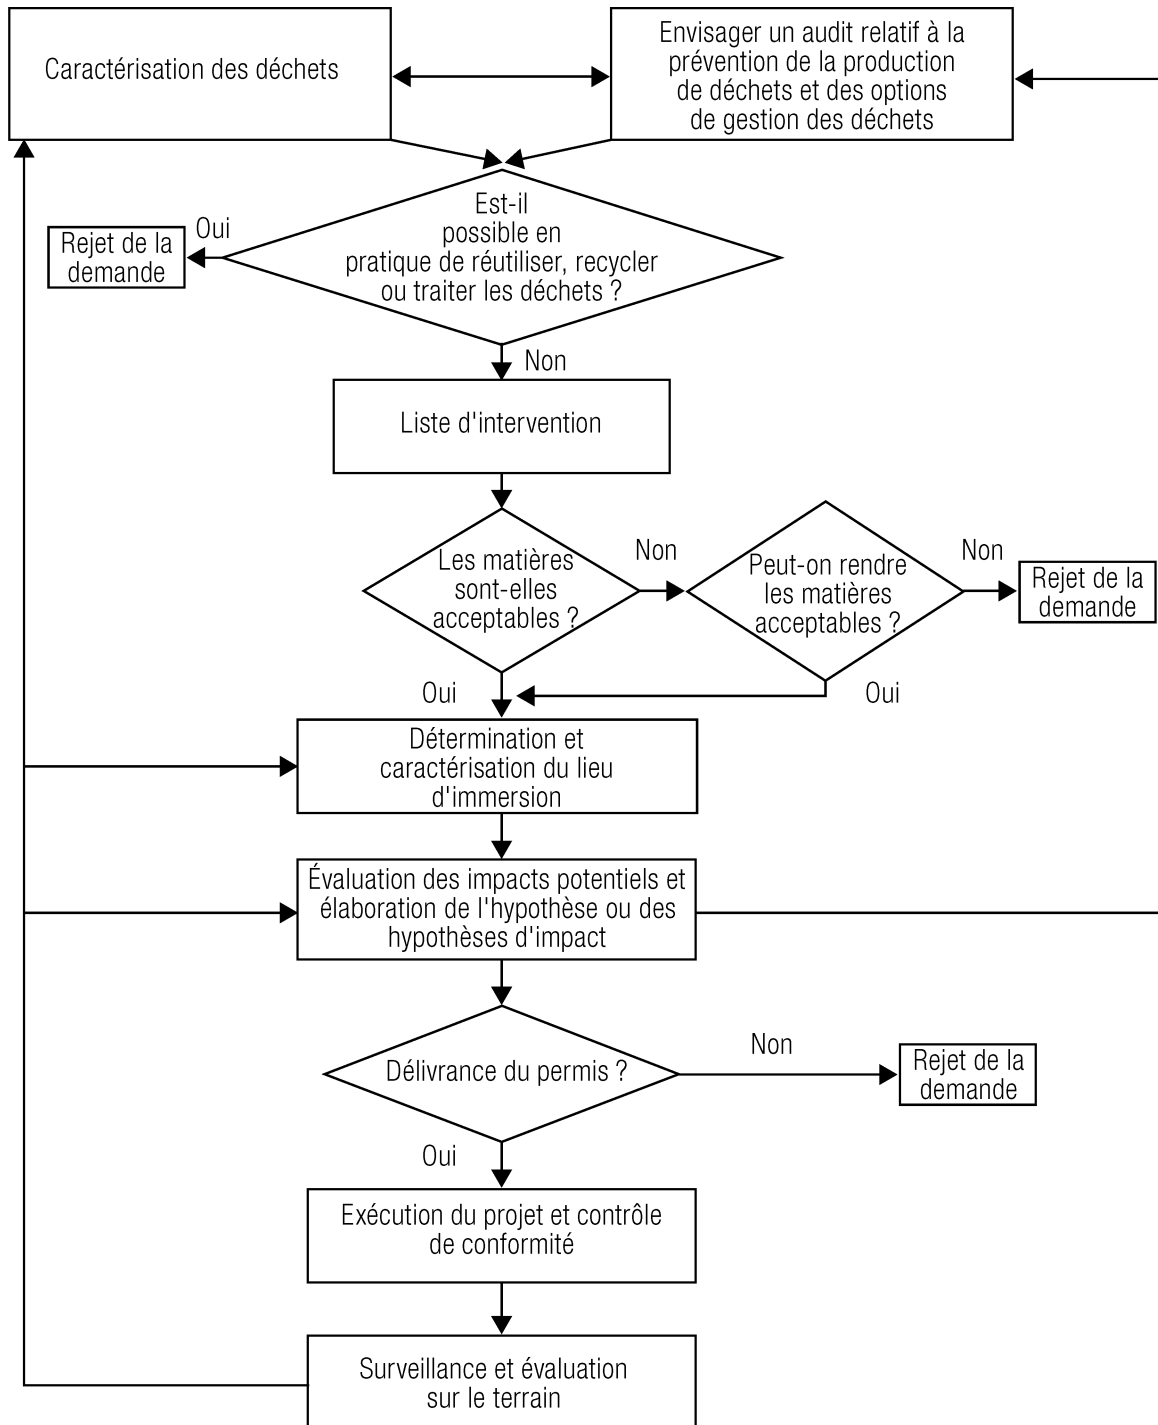 Caractérisation des déchets
Envisager un audit relatif à la
prévention de la production
de déchets et des options
de gestion des déchets
Est-il
possible en
pratique de réutiliser, recycler
ou traiter les déchets ?
Oui
Rejet de la
demande
Non
Liste d'intervention
Les matières
sont-elles
acceptables ?
Non
Peut-on rendre
les matières
acceptables ?
Non
Rejet de la
demande
Oui
Oui
Détermination et
caractérisation du lieu
d'immersion
Évaluation des impacts potentiels et
élaboration de l'hypothèse ou des
hypothèses d'impact
Délivrance du permis ?
Non
Rejet de la
demande
Oui
Exécution du projet et contrôle
de conformité
Surveillance et évaluation
sur le terrain